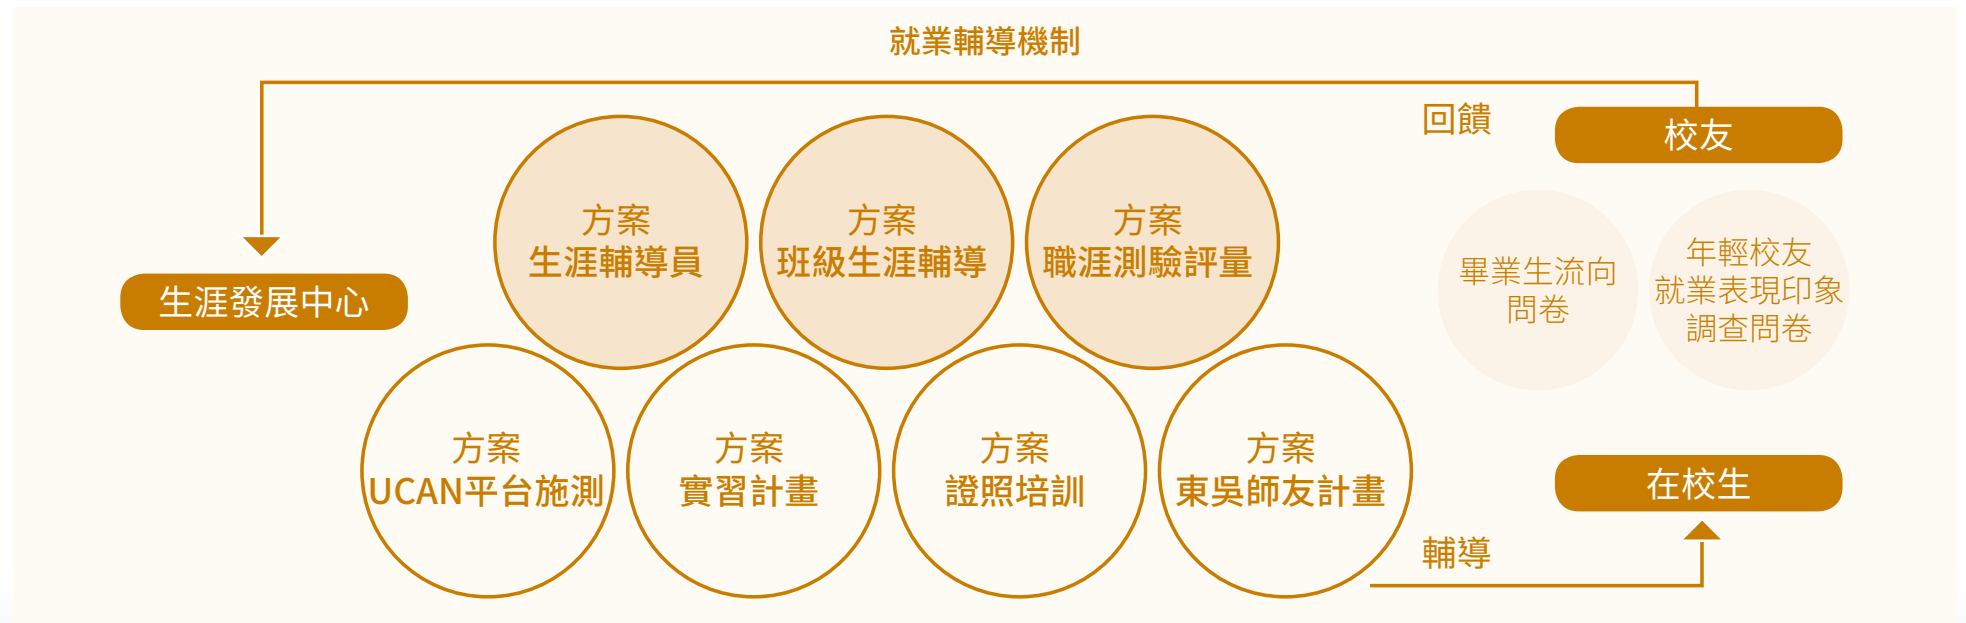 就業輔導機制
回饋
校友
方案
生涯輔導員
方案
班級生涯輔導
方案
職涯測驗評量
畢業生流向
問卷
年輕校友
就業表現印象
調查問卷
生涯發展中心
方案
UCAN平台施測
方案
實習計畫
方案
證照培訓
方案
東吳師友計畫
在校生
輔導